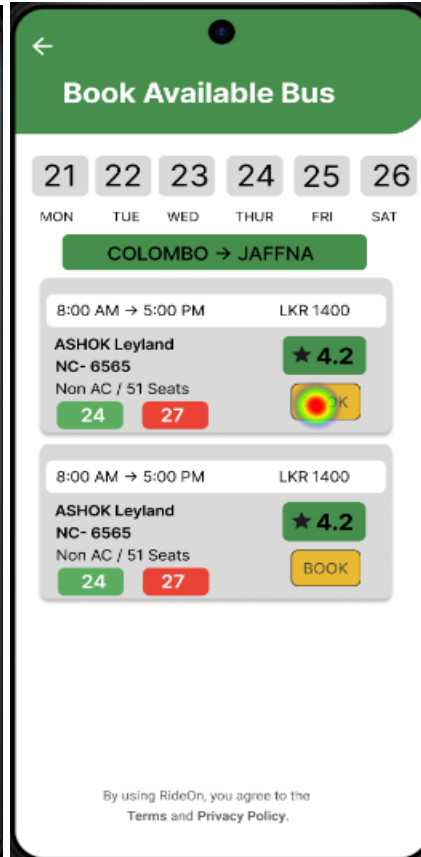 Book Available Bus
21 22 23 24 25 26
MON TUE WED THUR FRI SAT
COLOMBO → JAFFNA
8:00 AM → 5:00 PM LKR 1400
ASHOK Leyland
★ 4.2
NC- 6565
Non AC / 51 Seats
24 27
8:00 AM → 5:00 PM LKR 1400
ASHOK Leyland
★ 4.2
NC- 6565
Non AC / 51 Seats
BOOK
24 27
By using RideOn, you agree to the
Terms and Privacy Policy.